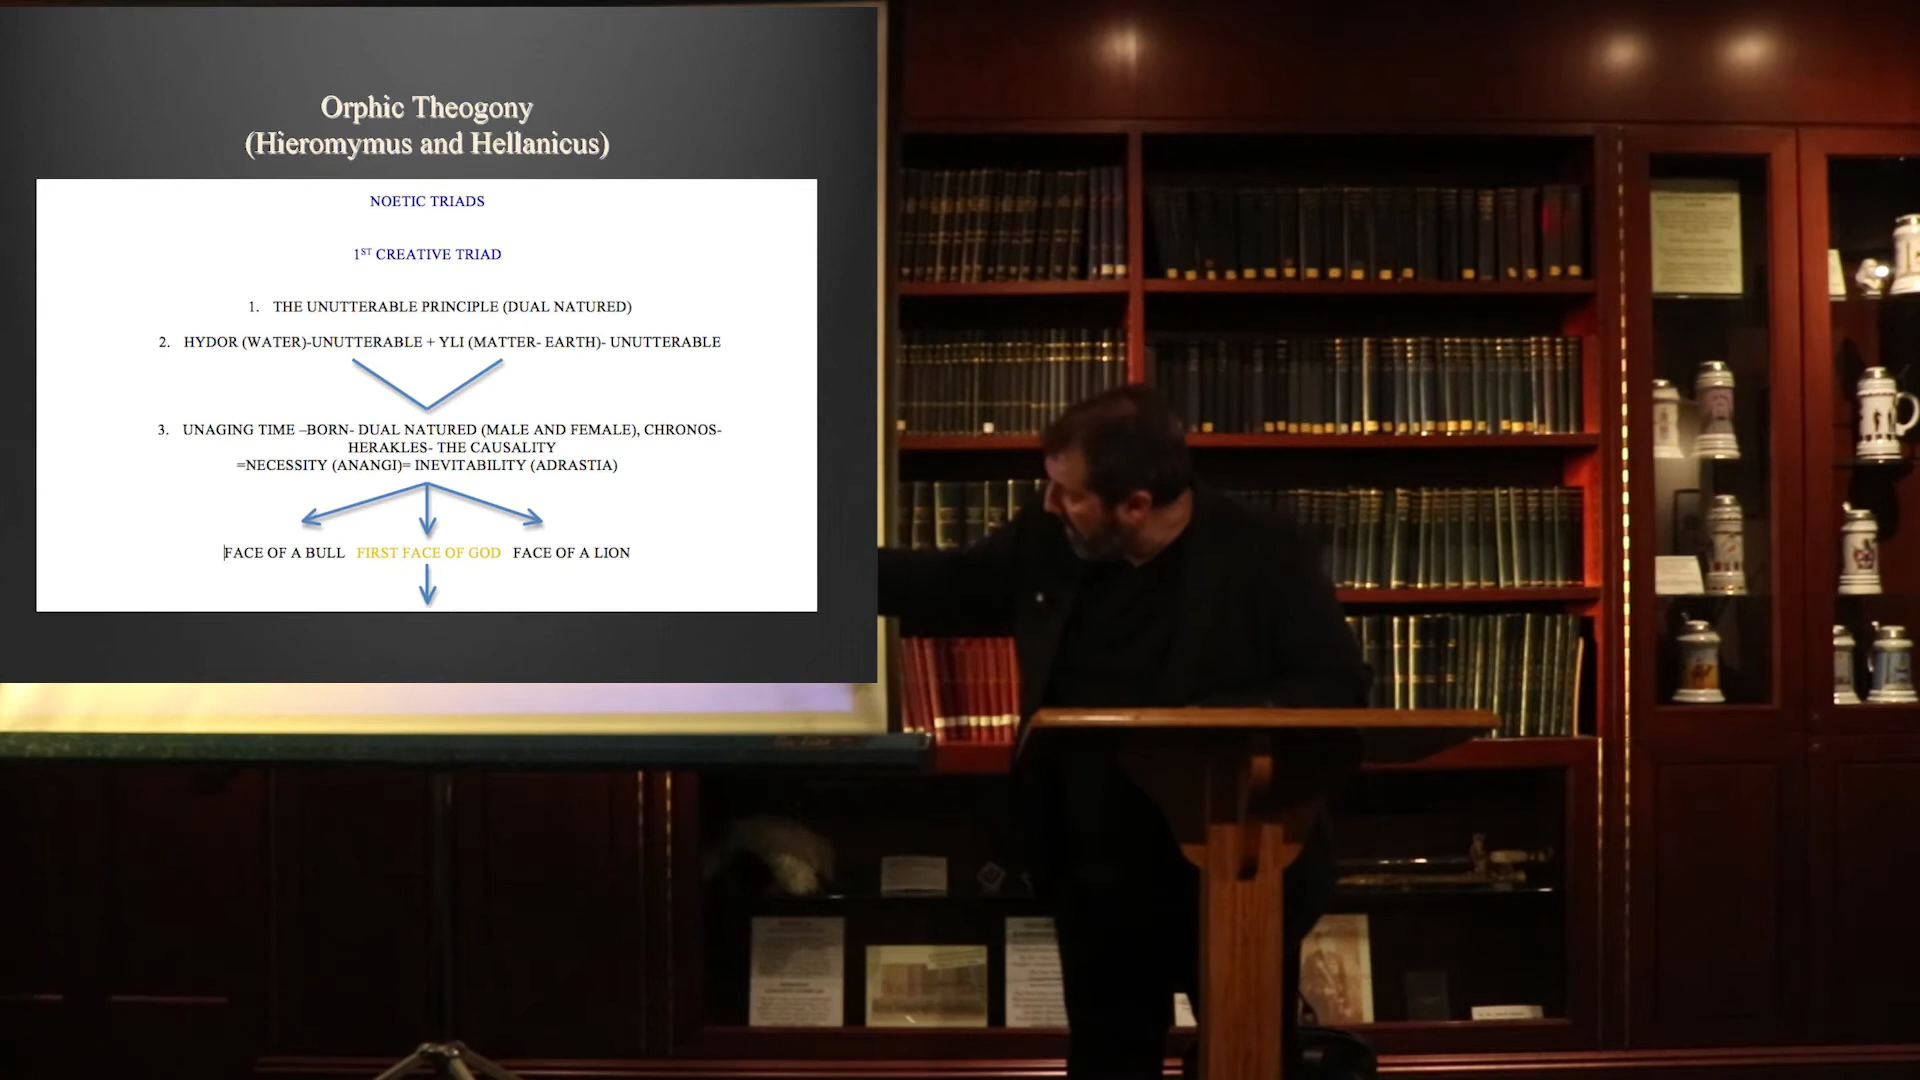 Orphic Theogony
(Hieromymus and Hellanicus)
NOETIC TRIADS
1ST CREATIVE TRIAD
1. THE UNUTTERABLE PRINCIPLE (DUAL NATURED)
2. HYDOR (WATER)-UNUTTERABLE + YLI (MATTER- EARTH)- UNUTTERABLE
3. UNAGING TIME –BORN- DUAL NATURED (MALE AND FEMALE), CHRONOS-
HERAKLES- THE CAUSALITY
=NECESSITY (ANANGI)= INEVITABILITY (ADRASTIA)
FACE OF A BULL FIRST FACE OF GOD FACE OF A LION